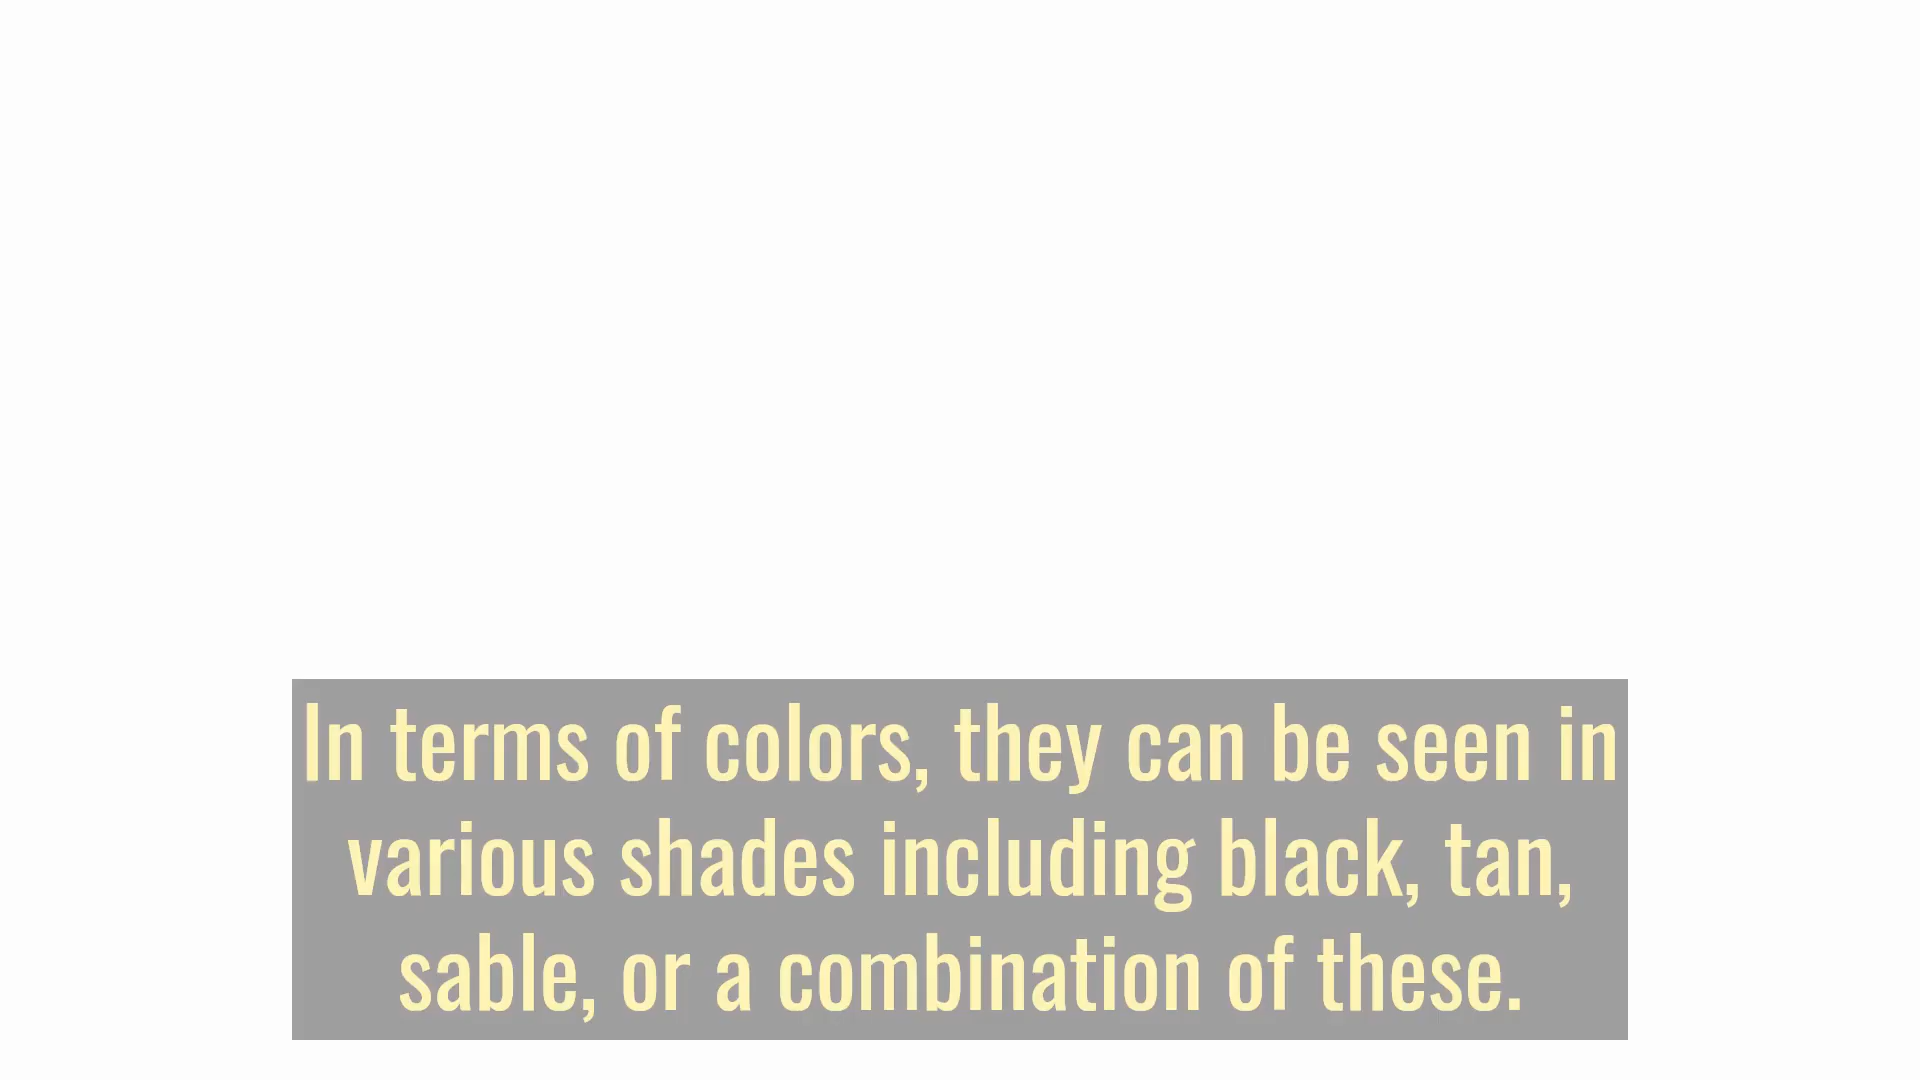 In terms of colors, they can be seen in
various shades including black, tan,
sable, or a combination of these.